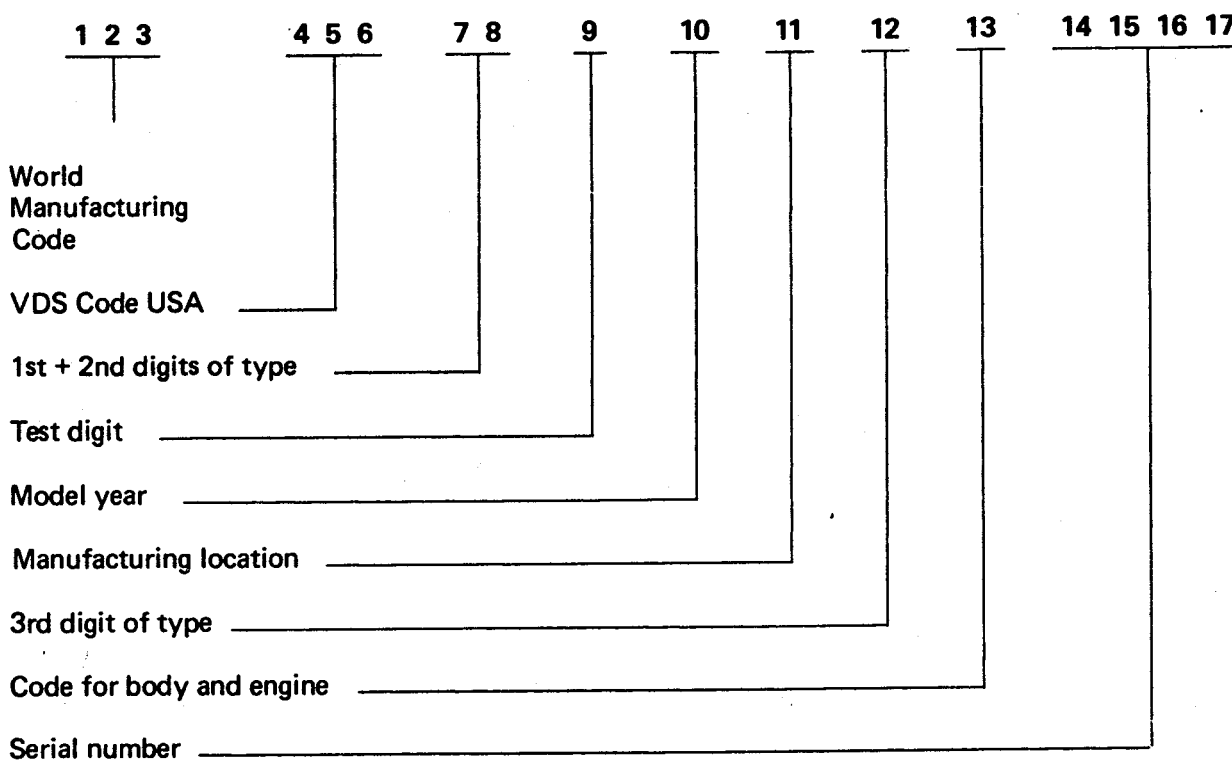 1 2 3 4 5 6 7 8 9 10 11 12 13 14 15 16 17
World
Manufacturing
Code
VDS Code USA
1st + 2nd digits of type
Test digit
Model year
Manufacturing location
3rd digit of type
Code for body and engine
Serial number